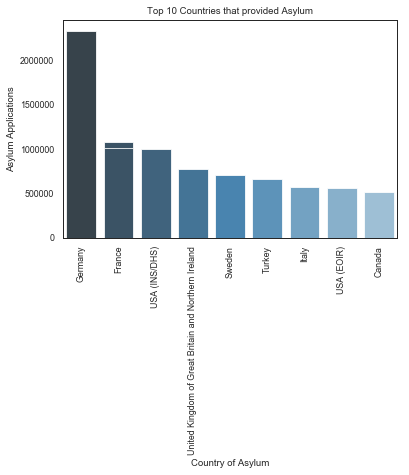 Top 10 Countries that provided Asylum
Asylum Applications
2000000
1500000
1000000
500000
0
Germany
France
USA (INS/DHS)
United Kingdom of Great Britain and Northern Ireland
Sweden
Turkey
Italy
USA (EOIR)
Canada
Country of Asylum